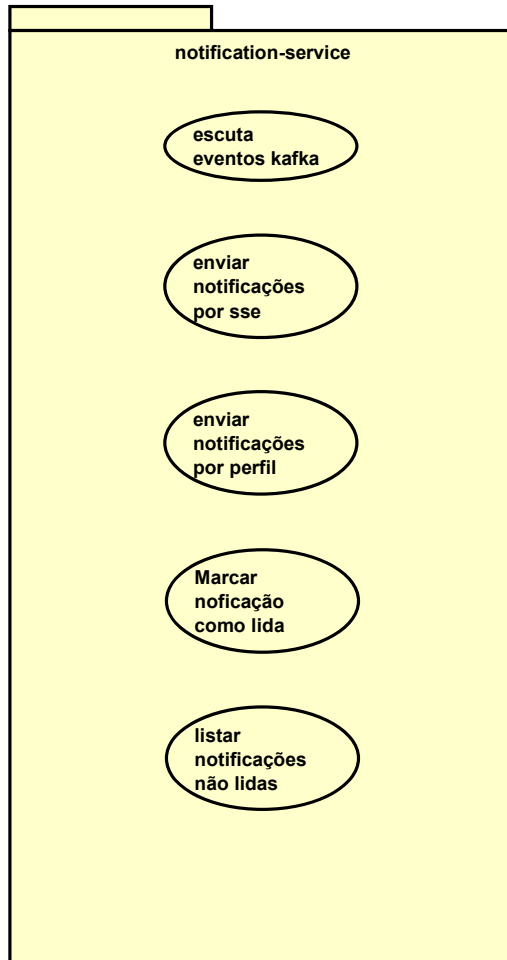 notification-service
escuta
eventos kafka
enviar
notificações
por sse
enviar
notificações
por perfil
Marcar
noficação
como lida
listar
notificações
não lidas